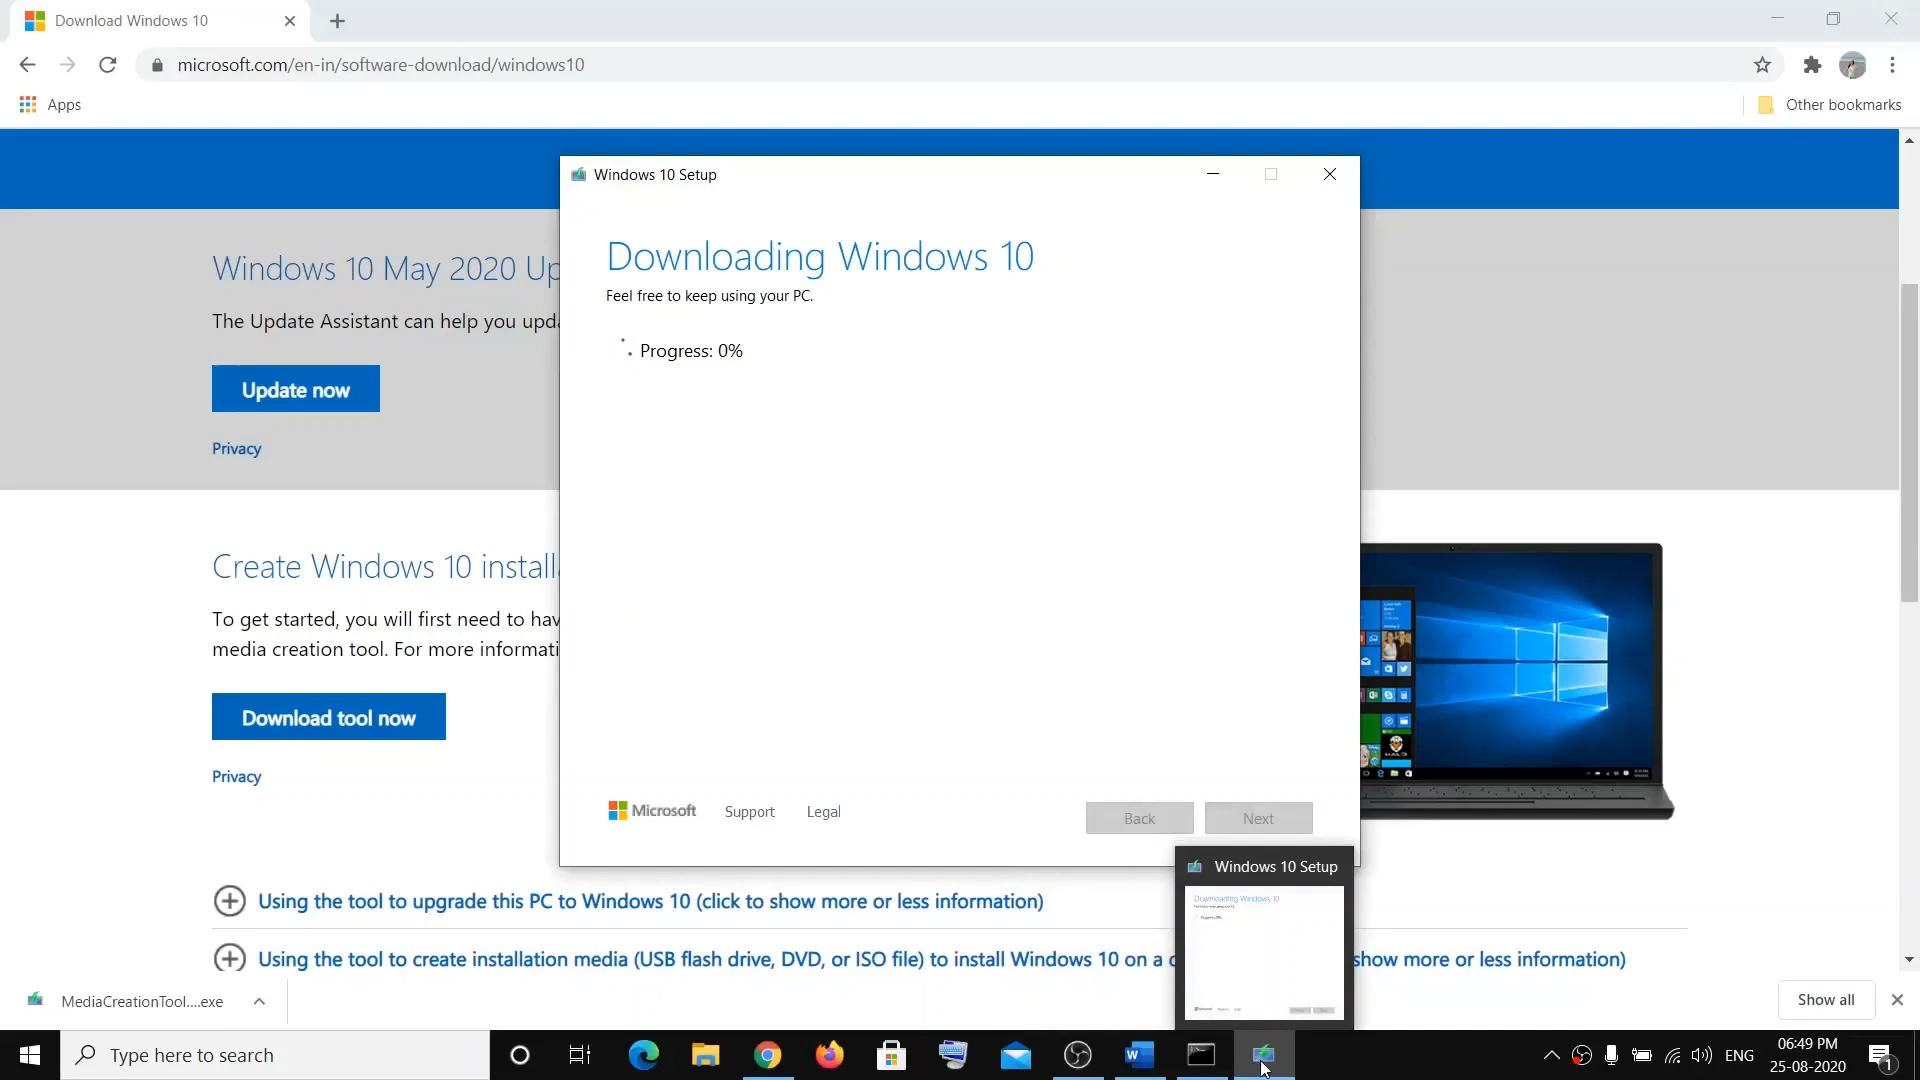 Download Windows 10
microsoft.com/en-in/software-download/windows10
Apps
Other bookmarks
Windows 10 Setup
Downloading Windows 10
Feel free to keep using your PC.
Progress: 0%
Windows 10 May 2020 Up
The Update Assistant can help you upda
Update now
Privacy
Create Windows 10 install
To get started, you will first need to hav
media creation tool. For more informati
Download tool now
Privacy
Microsoft
Support
Legal
Back
Next
Windows 10 Setup
Downloading Windows 10
Using the tool to upgrade this PC to Windows 10 (click to show more or less information)
Using the tool to create installation media (USB flash drive, DVD, or ISO file) to install Windows 10 on a c show more or less information)
MediaCreationTool....exe
Show all
Type here to search
ENG
06:49 PM
25-08-2020
1